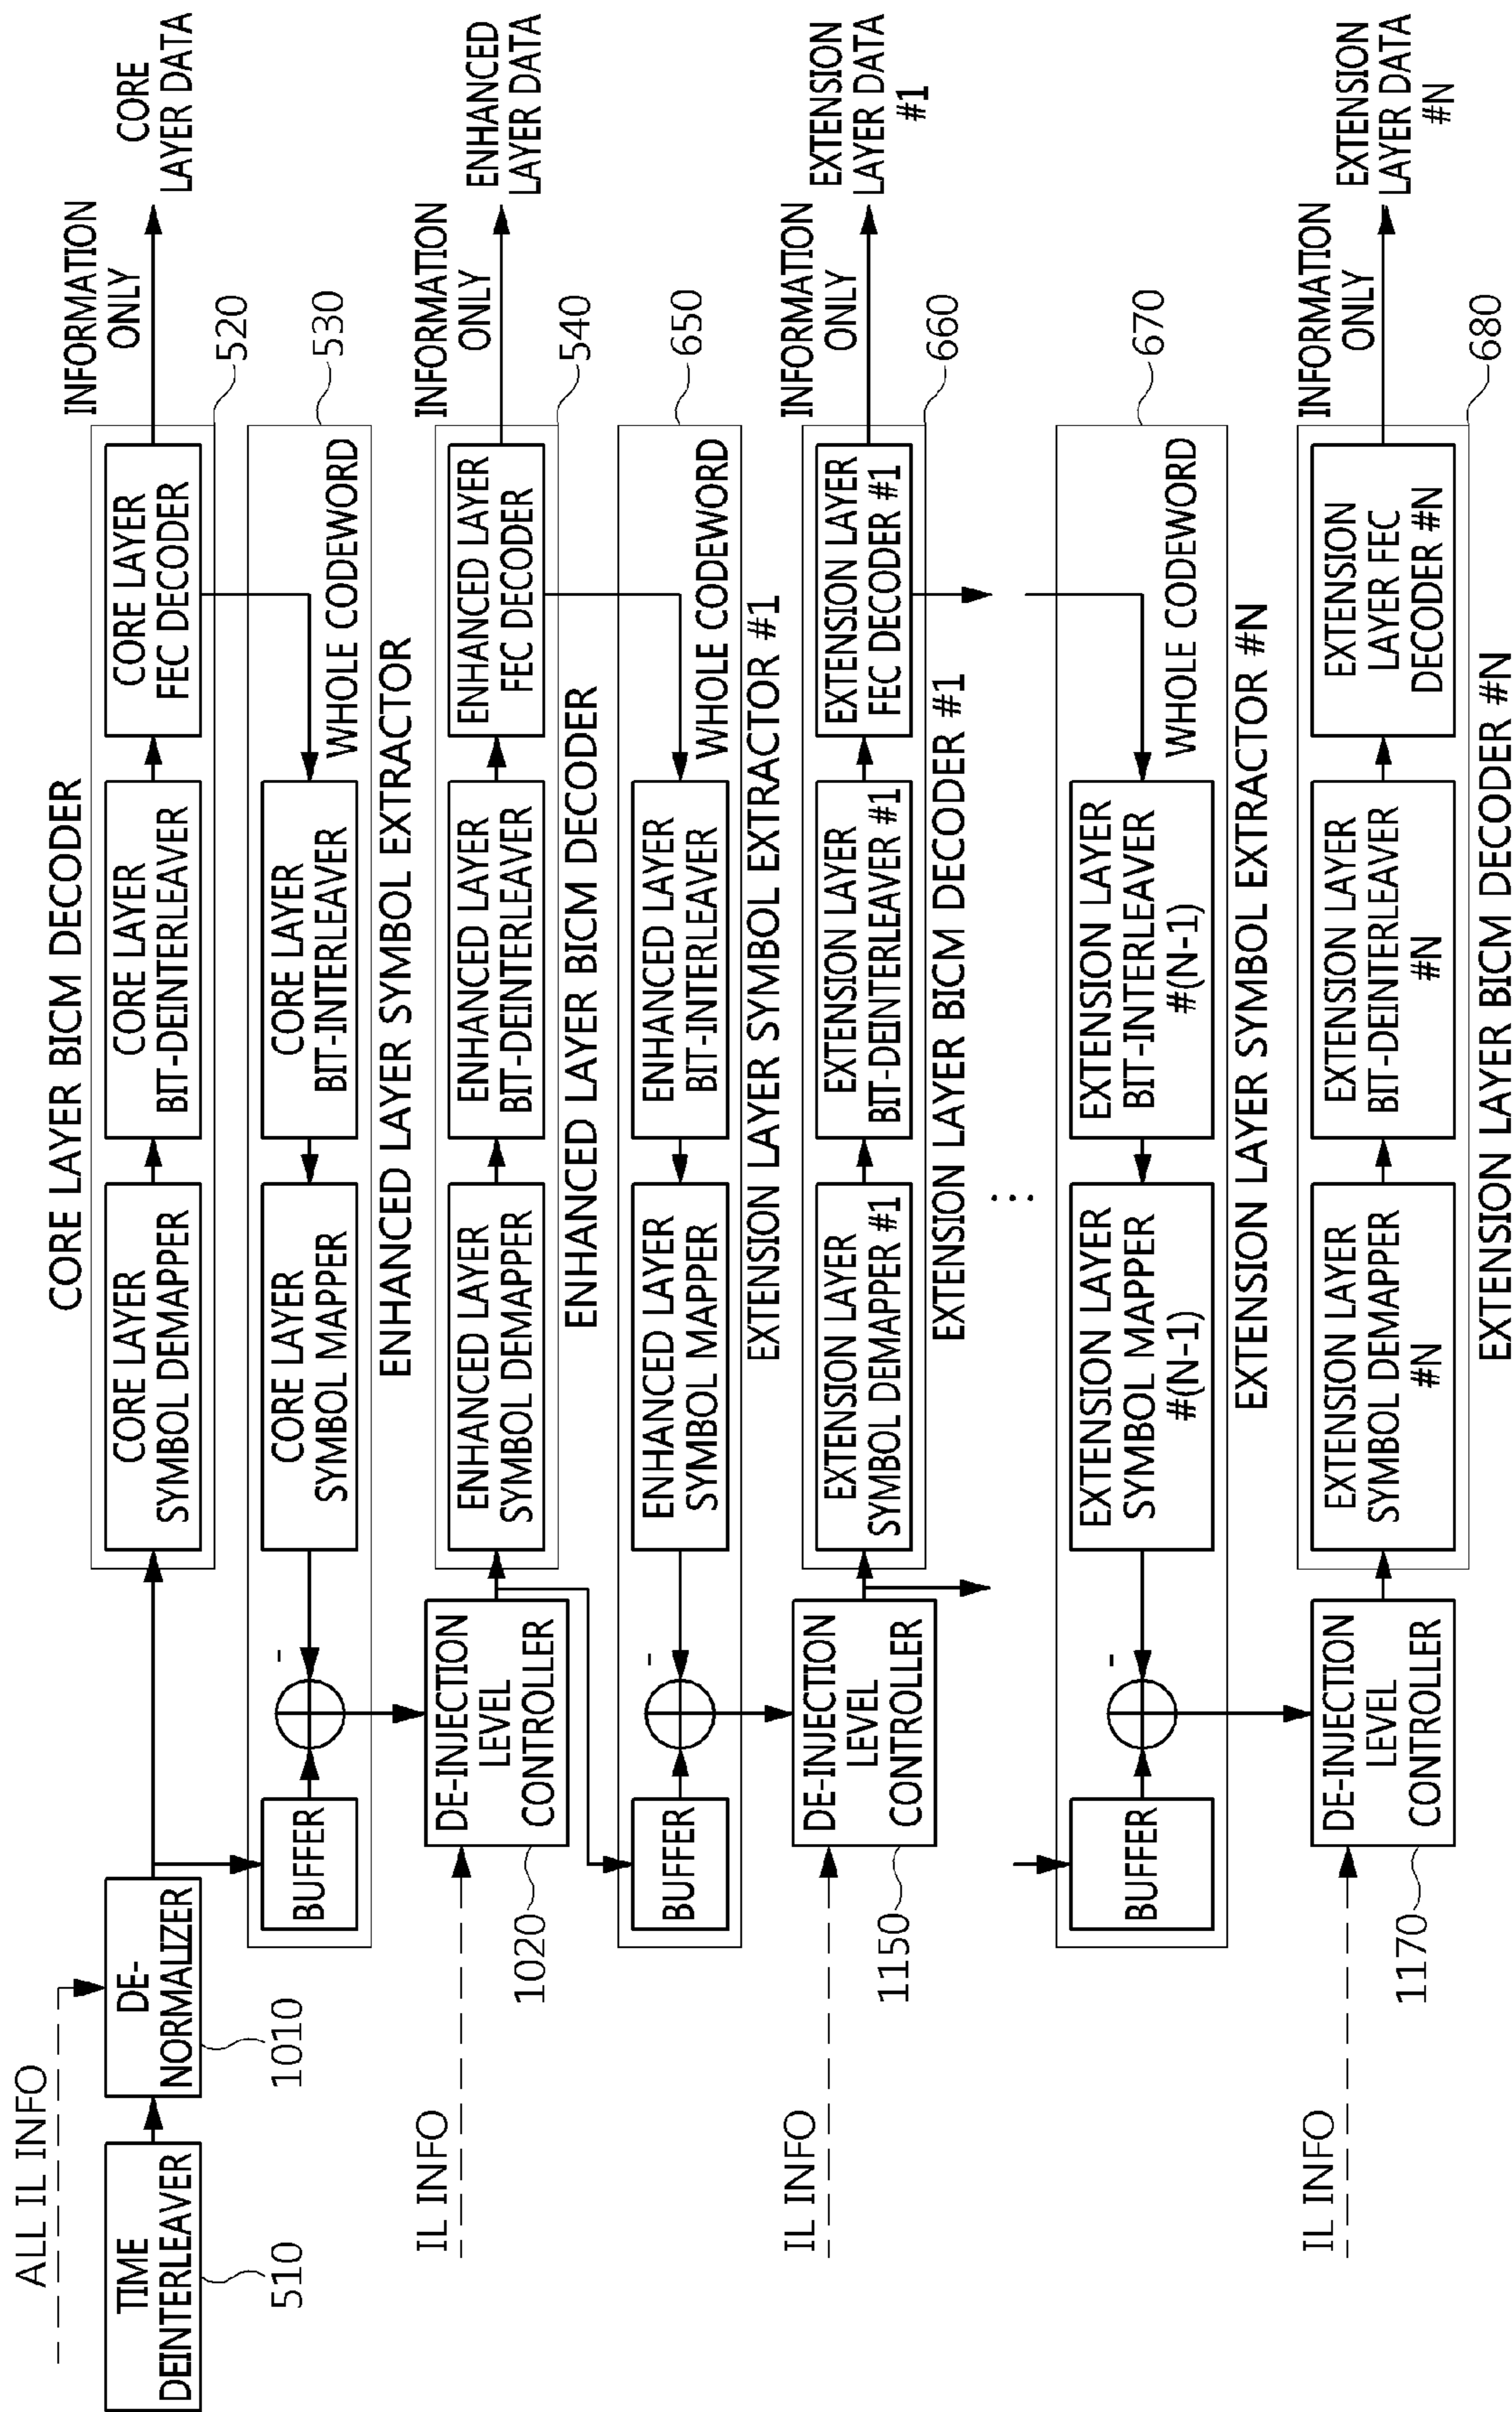 ALL IL INFO
TIME
DEINTERLEAVER
510
DE-
NORMALIZER
1010
CORE LAYER BICM DECODER
CORE LAYER
SYMBOL DEMAPPER
CORE LAYER
BIT-DEINTERLEAVER
CORE LAYER
FEC DECODER
INFORMATION
ONLY
CORE
LAYER DATA
520
BUFFER
-
CORE LAYER
SYMBOL MAPPER
CORE LAYER
BIT-INTERLEAVER
WHOLE CODEWORD
530
ENHANCED LAYER SYMBOL EXTRACTOR
IL INFO
DE-INJECTION
LEVEL
CONTROLLER
1020
ENHANCED LAYER
SYMBOL DEMAPPER
ENHANCED LAYER
BIT-DEINTERLEAVER
ENHANCED LAYER
FEC DECODER
INFORMATION
ONLY
ENHANCED
LAYER DATA
540
ENHANCED LAYER BICM DECODER
BUFFER
-
ENHANCED LAYER
SYMBOL MAPPER
ENHANCED LAYER
BIT-INTERLEAVER
WHOLE CODEWORD
650
EXTENSION LAYER SYMBOL EXTRACTOR #1
IL INFO
DE-INJECTION
LEVEL
CONTROLLER
1150
EXTENSION LAYER
SYMBOL DEMAPPER #1
EXTENSION LAYER
BIT-DEINTERLEAVER #1
EXTENSION LAYER
FEC DECODER #1
INFORMATION
ONLY
EXTENSION
LAYER DATA
#1
660
EXTENSION LAYER BICM DECODER #1
...
BUFFER
-
EXTENSION LAYER
SYMBOL MAPPER
#(N-1)
EXTENSION LAYER
BIT-INTERLEAVER
#(N-1)
WHOLE CODEWORD
670
EXTENSION LAYER SYMBOL EXTRACTOR #N
IL INFO
DE-INJECTION
LEVEL
CONTROLLER
1170
EXTENSION LAYER
SYMBOL DEMAPPER
#N
EXTENSION LAYER
BIT-DEINTERLEAVER
#N
EXTENSION
LAYER FEC
DECODER #N
INFORMATION
ONLY
EXTENSION
LAYER DATA
#N
680
EXTENSION LAYER BICM DECODER #N